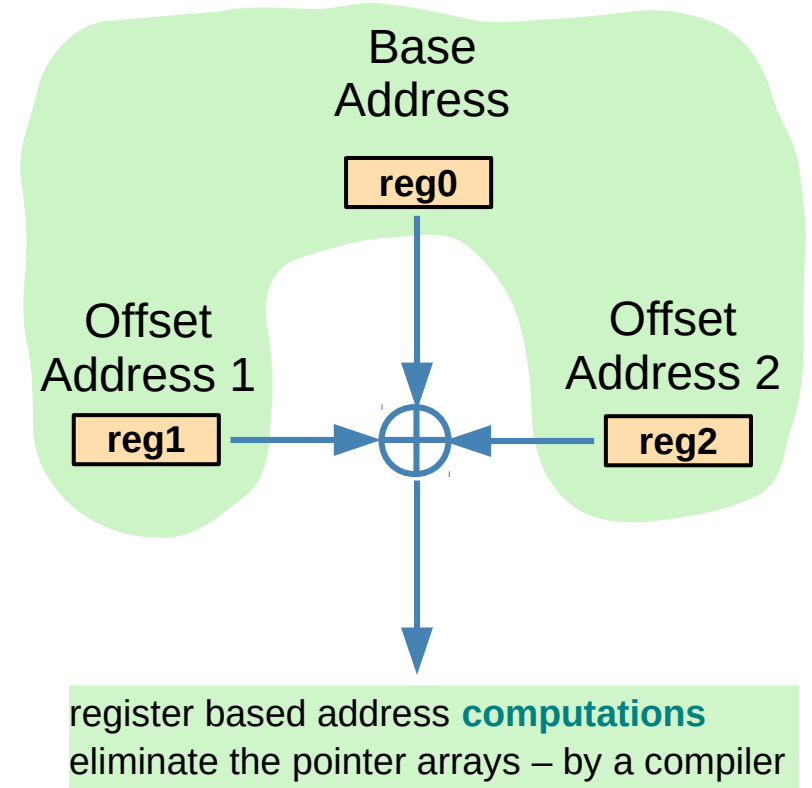 Base
Address
reg0
Offset
Address 1
reg1
Offset
Address 2
reg2
register based address computations
eliminate the pointer arrays – by a compiler